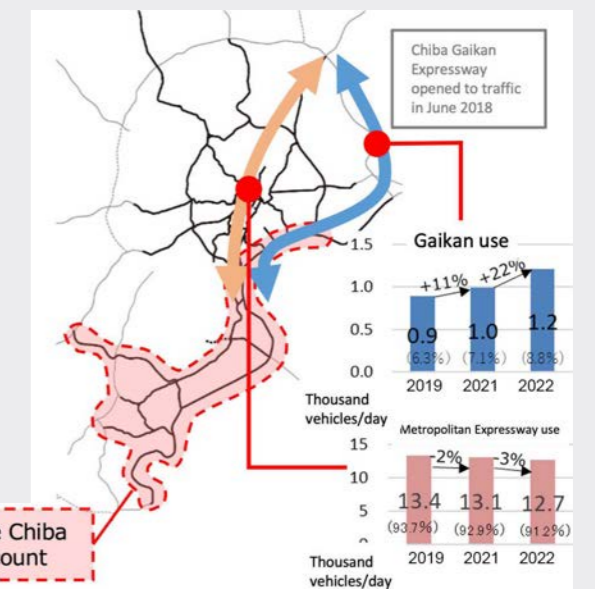 Chiba Gaikan
Expressway
opened to traffic
in June 2018
Gaikan use
1.5
1.0
0.5
0.0
+11%
+22%
0.9
1.0
1.2
(6.3%)
(7.1%)
(8.8%)
2019
2021
2022
Thousand
vehicles/day
Metropolitan Expressway use
15
10
5
-2%
-3%
13.4
13.1
12.7
(93.7%)
(92.9%)
(91.2%)
2019
2021
2022
Thousand
vehicles/day
Chiba
ount